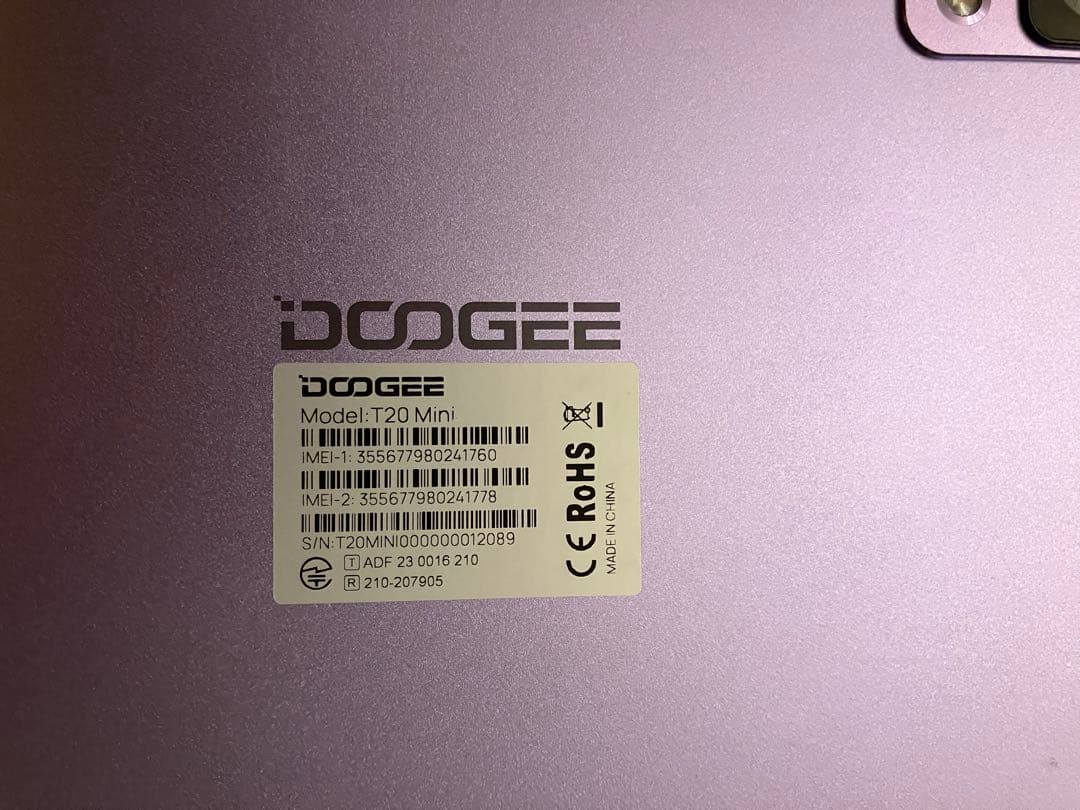 DOOGEE
DOOGEE
Model:T20 Mini
IMEI-1: 355677980241760
IMEI-2: 355677980241778
S/N:T20MINI000000012089
T ADF 23 0016 210
R 210-207905
CE RoHS
MADE IN CHINA